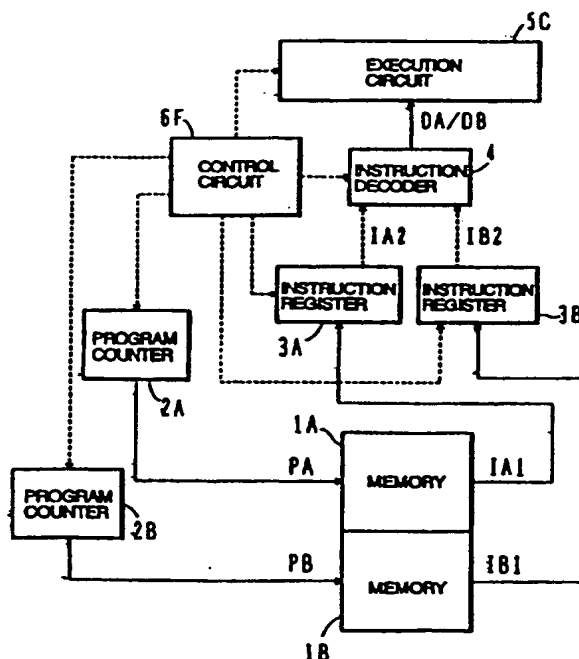 5C
EXECUTION
CIRCUIT
6F
DA/DB
CONTROL
CIRCUIT
4
INSTRUCTION
DECODER
IA2
IB2
INSTRUCTION
REGISTER
INSTRUCTION
REGISTER
3A
3B
PROGRAM
COUNTER
2A
1A
PA
MEMORY
IA1
PROGRAM
COUNTER
2B
PB
MEMORY
IB1
1B